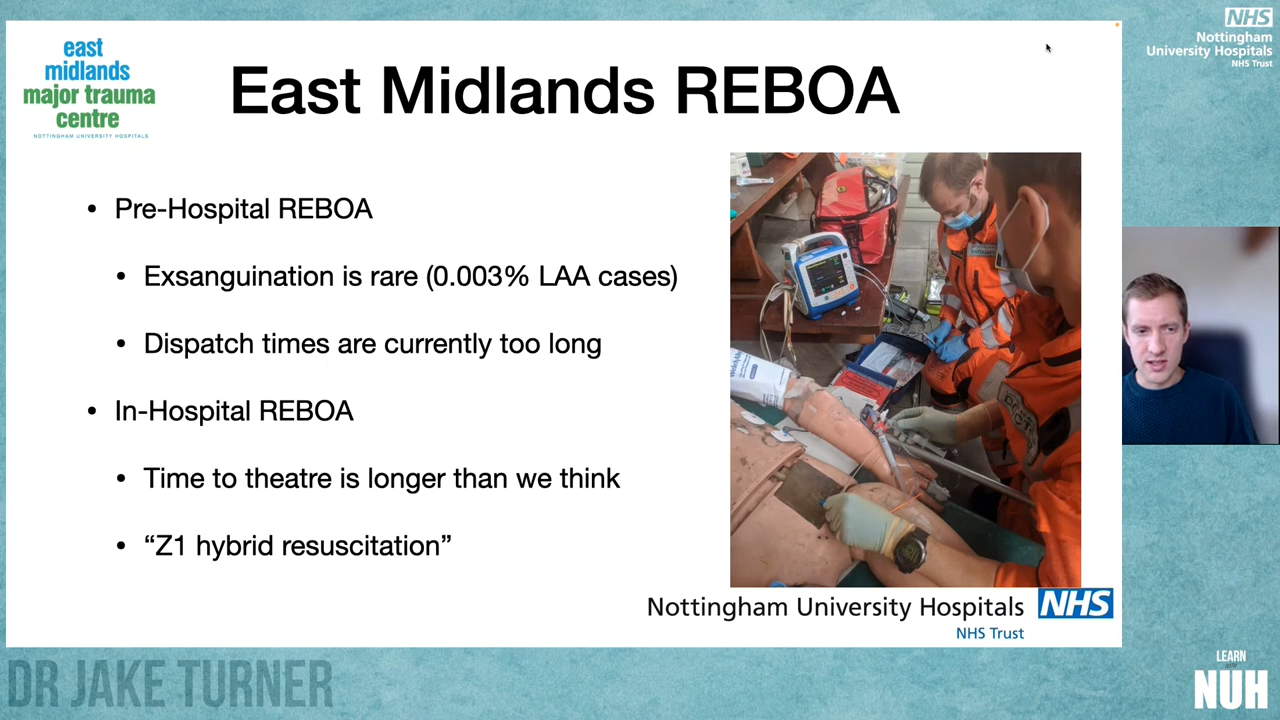 east
midlands
major trauma
centre
NOTTINGHAM UNIVERSITY HOSPITALS
East Midlands REBOA
• Pre-Hospital REBOA
• Exsanguination is rare (0.003% LAA cases)
• Dispatch times are currently too long
• In-Hospital REBOA
• Time to theatre is longer than we think
• “Z1 hybrid resuscitation”
Nottingham University Hospitals NHS
NHS Trust
NHS
Nottingham
University Hospitals
NHS Trust
DR JAKE TURNER
LEARN
NUH